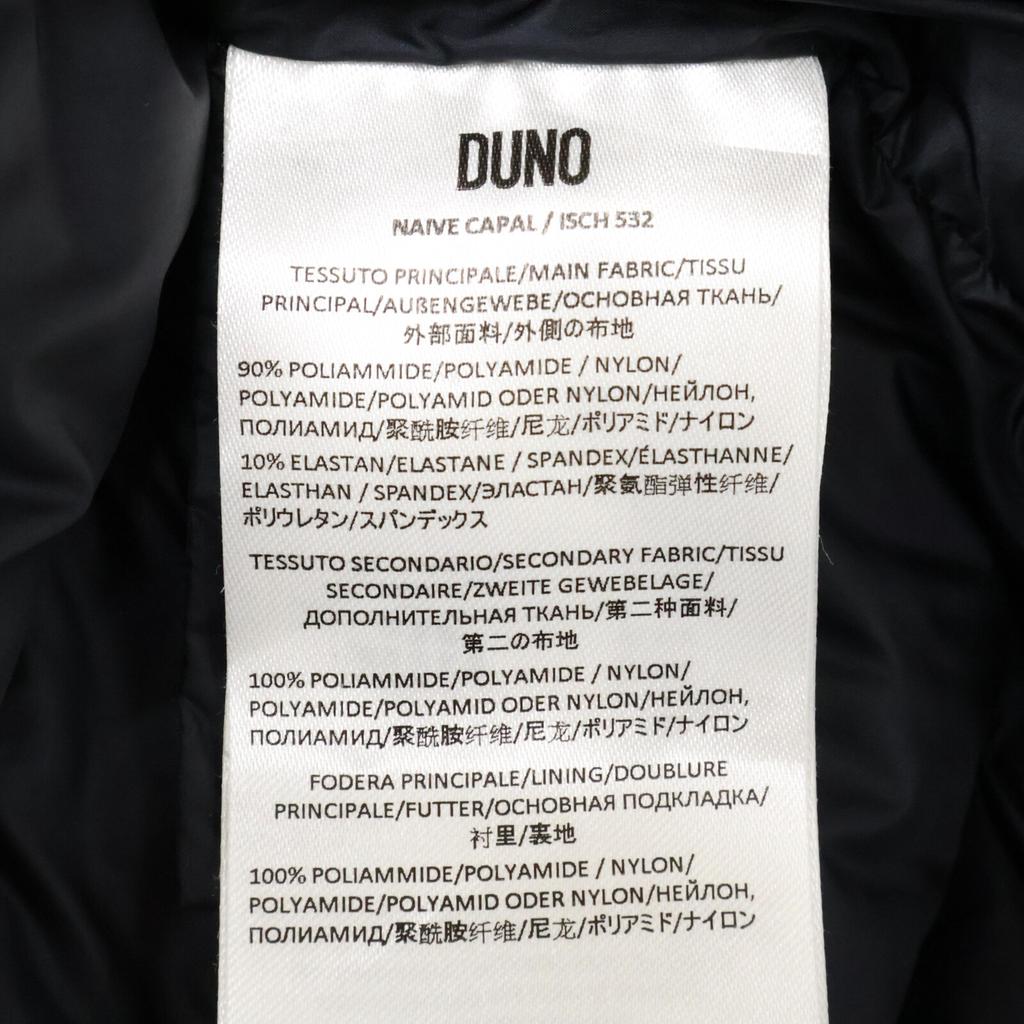 DUNO
NAIVE CAPAL / ISCH 532
TESSUTO PRINCIPALE/MAIN FABRIC/TISSU
PRINCIPAL/AUßENGEWEBE/ОСНОВНАЯ ТКАНЬ/
外部面料/外側の布地
90% POLIAMMIDE/POLYAMIDE / NYLON/
POLYAMIDE/POLYAMID ODER NYLON/НЕЙЛОН,
ПОЛИАМИД/聚酰胺纤维/尼龙/ポリアミド/ナイロン
10% ELASTAN/ELASTANE / SPANDEX/ÉLASTHANNE/
ELASTHAN / SPANDEX/ЭЛАСТАН/聚氨酯弹性纤维/
ポリウレタン/スパンデックス
TESSUTO SECONDARIO/SECONDARY FABRIC/TISSU
SECONDAIRE/ZWEITE GEWEBELAGE/
ДОПОЛНИТЕЛЬНАЯ ТКАНЬ/第二种面料/
第二の布地
100% POLIAMMIDE/POLYAMIDE / NYLON/
POLYAMIDE/POLYAMID ODER NYLON/НЕЙЛОН,
ПОЛИАМИД/聚酰胺纤维/尼龙/ポリアミド/ナイロン
FODERA PRINCIPALE/LINING/DOUBLURE
PRINCIPALE/FUTTER/ОСНОВНАЯ ПОДКЛАДКА/
衬里/裏地
100% POLIAMMIDE/POLYAMIDE / NYLON/
POLYAMIDE/POLYAMID ODER NYLON/НЕЙЛОН,
ПОЛИАМИД/聚酰胺纤维/尼龙/ポリアミド/ナイロン